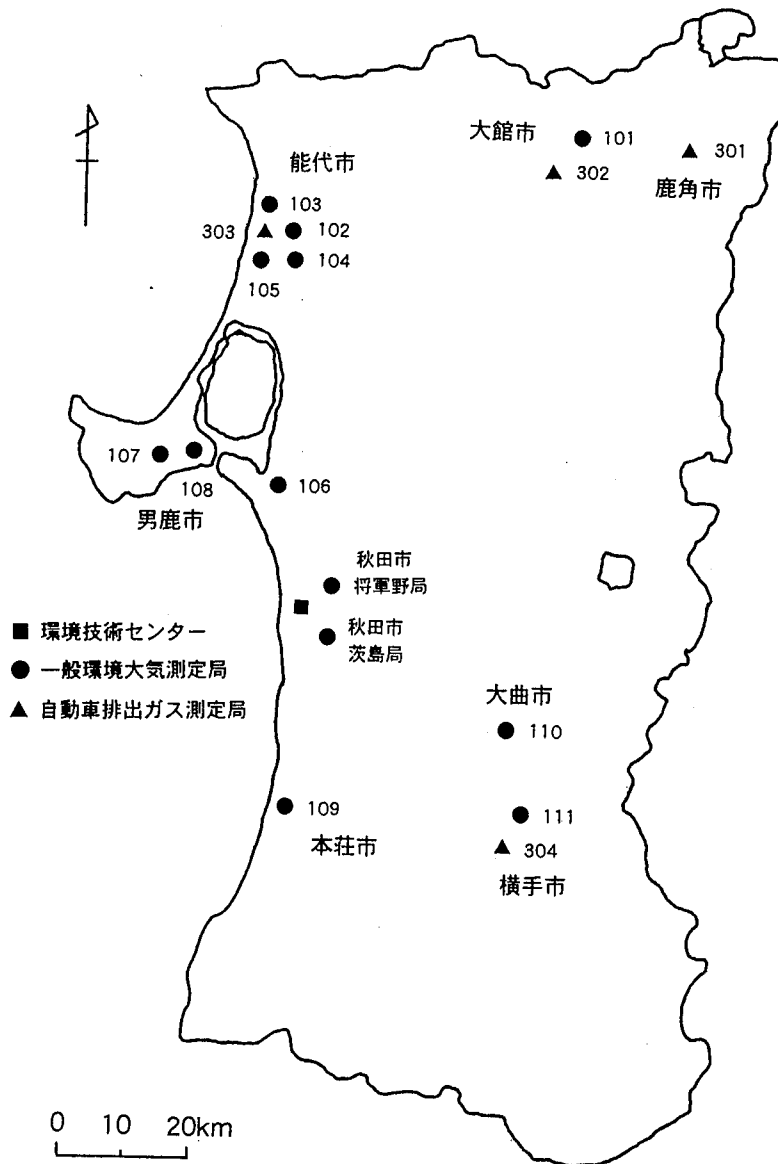 大館市
101
301
302
鹿角市
能代市
103
303
102
104
105
107
108
106
男鹿市
秋田市
将軍野局
秋田市
茨島局
■ 環境技術センター
● 一般環境大気測定局
▲ 自動車排出ガス測定局
大曲市
110
109
111
本荘市
304
横手市
0 10 20km